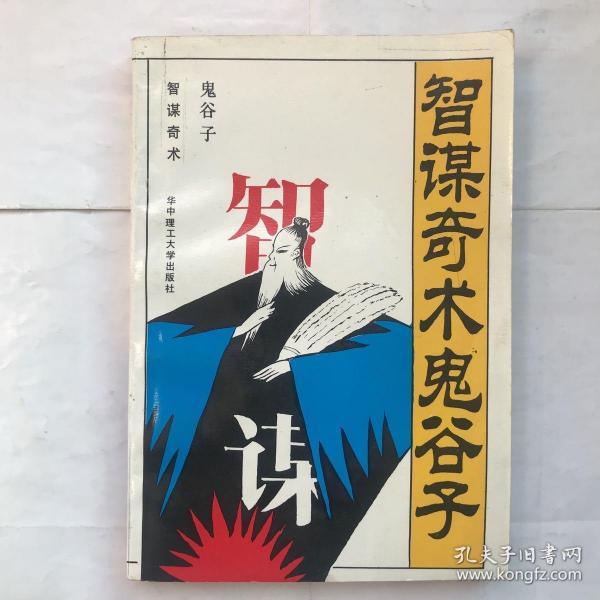 智谋奇术鬼谷子
鬼谷子
智谋奇术
华中理工大学出版社
智
谋
孔夫子旧书网
www.kongfz.com